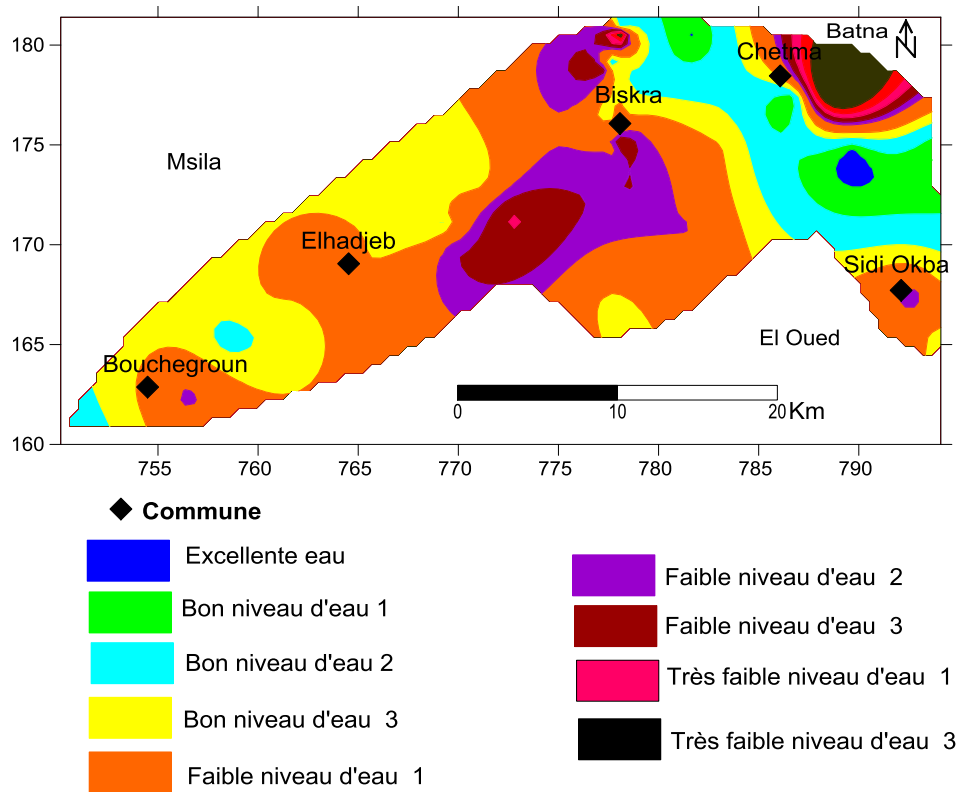 180
175
170
165
160
Batna
N
Chetma
Biskra
Msila
Elhadjeb
Sidi Okba
El Oued
Bouchegroun
0 10 20 Km
755 760 765 770 775 780 785 790
Commune
Excellente eau
Bon niveau d'eau 1
Bon niveau d'eau 2
Bon niveau d'eau 3
Faible niveau d'eau 1
Faible niveau d'eau 2
Faible niveau d'eau 3
Très faible niveau d'eau 1
Très faible niveau d'eau 3